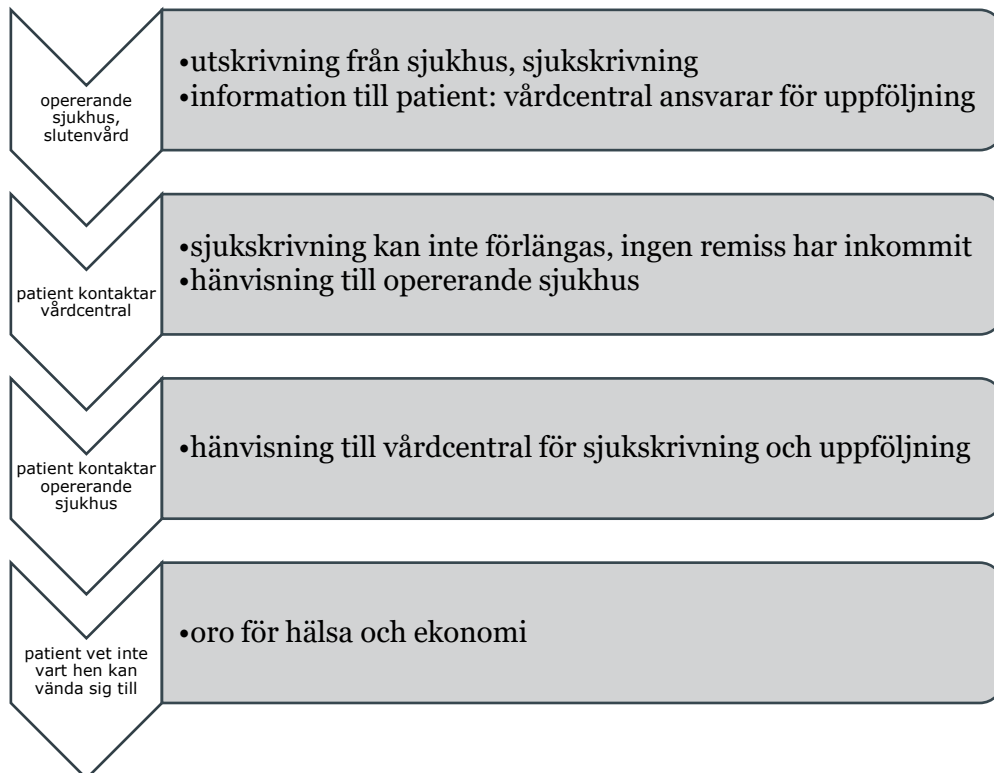 opererande
sjukhus,
slutenvård
•utskrivning från sjukhus, sjukskrivning
•information till patient: vårdcentral ansvarar för uppföljning
patient kontaktar
vårdcentral
•sjukskrivning kan inte förlängas, ingen remiss har inkommit
•hänvisning till opererande sjukhus
patient kontaktar
opererande
sjukhus
•hänvisning till vårdcentral för sjukskrivning och uppföljning
patient vet inte
vart hen kan
vända sig till
•oro för hälsa och ekonomi